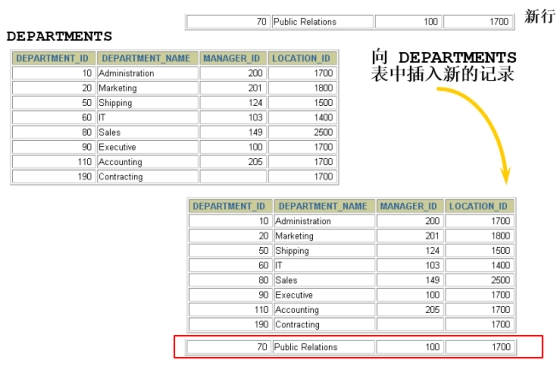 70 Public Relations 100 1700 新行
DEPARTMENTS
DEPARTMENT_ID DEPARTMENT_NAME MANAGER_ID LOCATION_ID
10 Administration 200 1700
20 Marketing 201 1800
50 Shipping 124 1500
60 IT 103 1400
80 Sales 149 2500
90 Executive 100 1700
110 Accounting 205 1700
190 Contracting 1700
向 DEPARTMENTS
表中插入新的记录
DEPARTMENT_ID DEPARTMENT_NAME MANAGER_ID LOCATION_ID
10 Administration 200 1700
20 Marketing 201 1800
50 Shipping 124 1500
60 IT 103 1400
80 Sales 149 2500
90 Executive 100 1700
110 Accounting 205 1700
190 Contracting 1700
70 Public Relations 100 1700